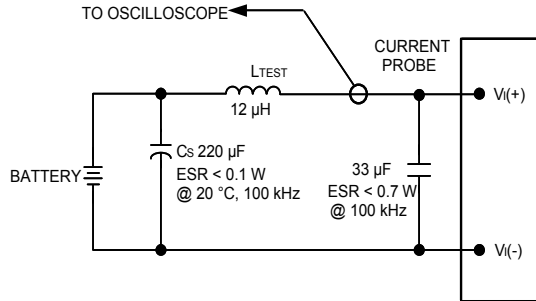 TO OSCILLOSCOPE
CURRENT
PROBE
LTEST
12 µH
VI(+)
CS 220 µF
ESR < 0.1 W
@ 20 °C, 100 kHz
BATTERY
33 µF
ESR < 0.7 W
@ 100 kHz
VI(-)